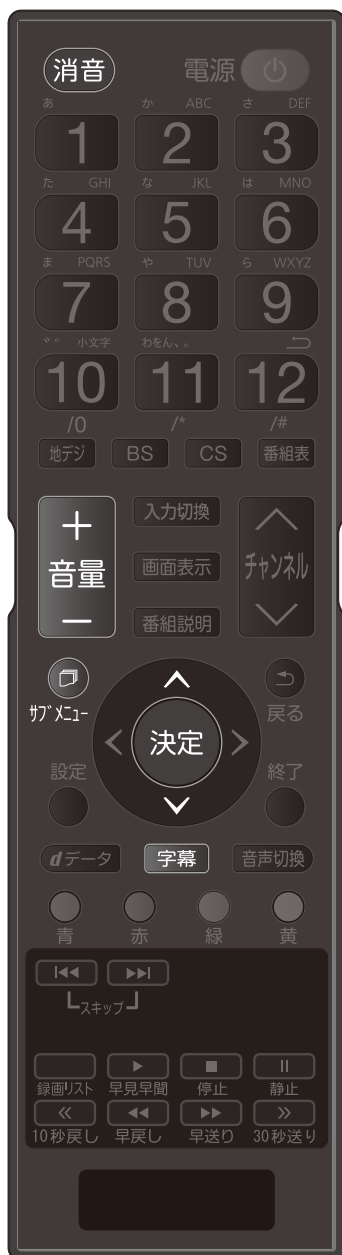 消音 電源
あ か ABC さ DEF
1 2 3
た GHI な JKL は MNO
4 5 6
ま PQRS や TUV ら WXYZ
7 8 9
゛゜ 小文字 わをん、。
10 11 12
/0 /* /#
地デジ BS CS 番組表
+ 入力切換
音量 画面表示 チャンネル
− 番組説明
サブメニュー 戻る
決定
設定 終了
dデータ 字幕 音声切換
青 赤 緑 黄
スキップ
録画リスト 早見早聞 停止 静止
10秒戻し 早戻し 早送り 30秒送り